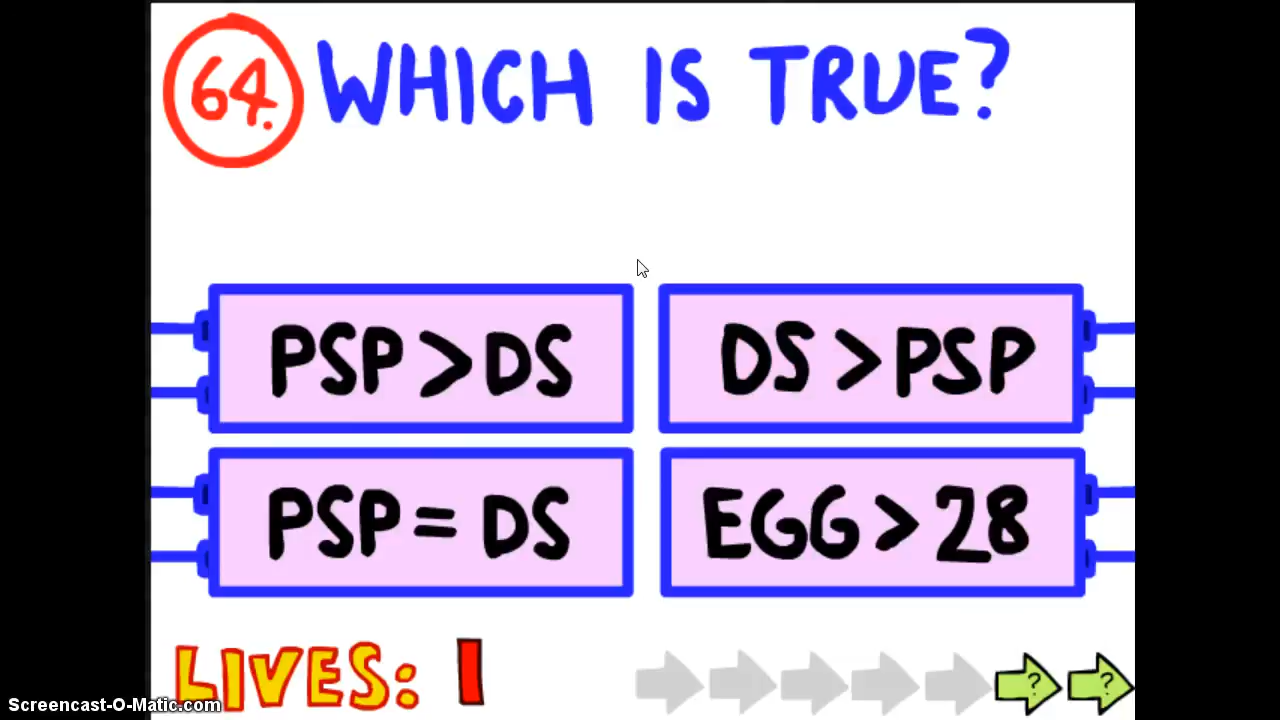 64. WHICH IS TRUE?
PSP > DS
DS > PSP
PSP = DS
EGG > 28
LIVES: 1
? ?
Screencast-O-Matic.com